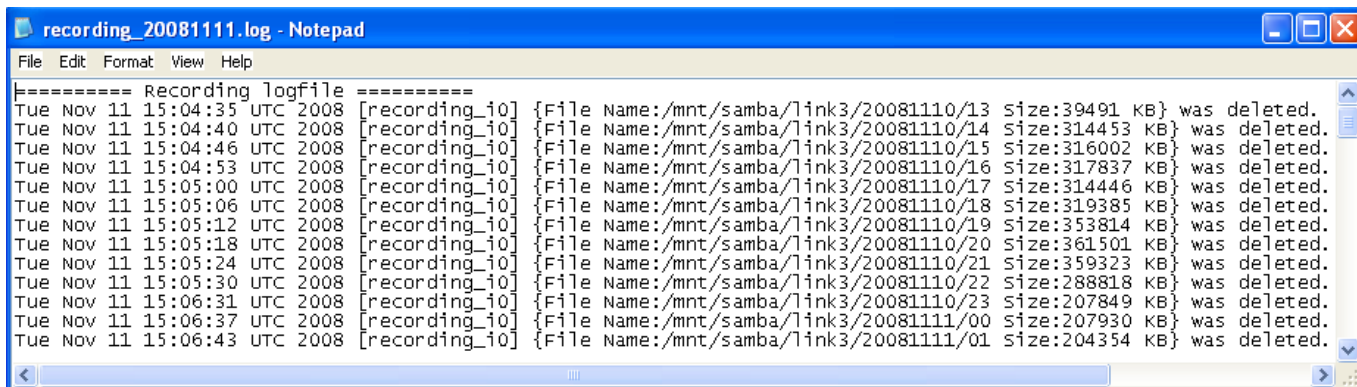 recording_20081111.log - Notepad
File Edit Format View Help
========== Recording logfile ==========
Tue Nov 11 15:04:35 UTC 2008 [recording_i0] {File Name:/mnt/samba/link3/20081110/13 Size:39491 KB} was deleted.
Tue Nov 11 15:04:40 UTC 2008 [recording_i0] {File Name:/mnt/samba/link3/20081110/14 Size:314453 KB} was deleted.
Tue Nov 11 15:04:46 UTC 2008 [recording_i0] {File Name:/mnt/samba/link3/20081110/15 Size:316002 KB} was deleted.
Tue Nov 11 15:04:53 UTC 2008 [recording_i0] {File Name:/mnt/samba/link3/20081110/16 Size:317837 KB} was deleted.
Tue Nov 11 15:05:00 UTC 2008 [recording_i0] {File Name:/mnt/samba/link3/20081110/17 Size:314446 KB} was deleted.
Tue Nov 11 15:05:06 UTC 2008 [recording_i0] {File Name:/mnt/samba/link3/20081110/18 Size:319385 KB} was deleted.
Tue Nov 11 15:05:12 UTC 2008 [recording_i0] {File Name:/mnt/samba/link3/20081110/19 Size:353814 KB} was deleted.
Tue Nov 11 15:05:18 UTC 2008 [recording_i0] {File Name:/mnt/samba/link3/20081110/20 Size:361501 KB} was deleted.
Tue Nov 11 15:05:24 UTC 2008 [recording_i0] {File Name:/mnt/samba/link3/20081110/21 Size:359323 KB} was deleted.
Tue Nov 11 15:05:30 UTC 2008 [recording_i0] {File Name:/mnt/samba/link3/20081110/22 Size:288818 KB} was deleted.
Tue Nov 11 15:06:31 UTC 2008 [recording_i0] {File Name:/mnt/samba/link3/20081110/23 Size:207849 KB} was deleted.
Tue Nov 11 15:06:37 UTC 2008 [recording_i0] {File Name:/mnt/samba/link3/20081111/00 Size:207930 KB} was deleted.
Tue Nov 11 15:06:43 UTC 2008 [recording_i0] {File Name:/mnt/samba/link3/20081111/01 Size:204354 KB} was deleted.